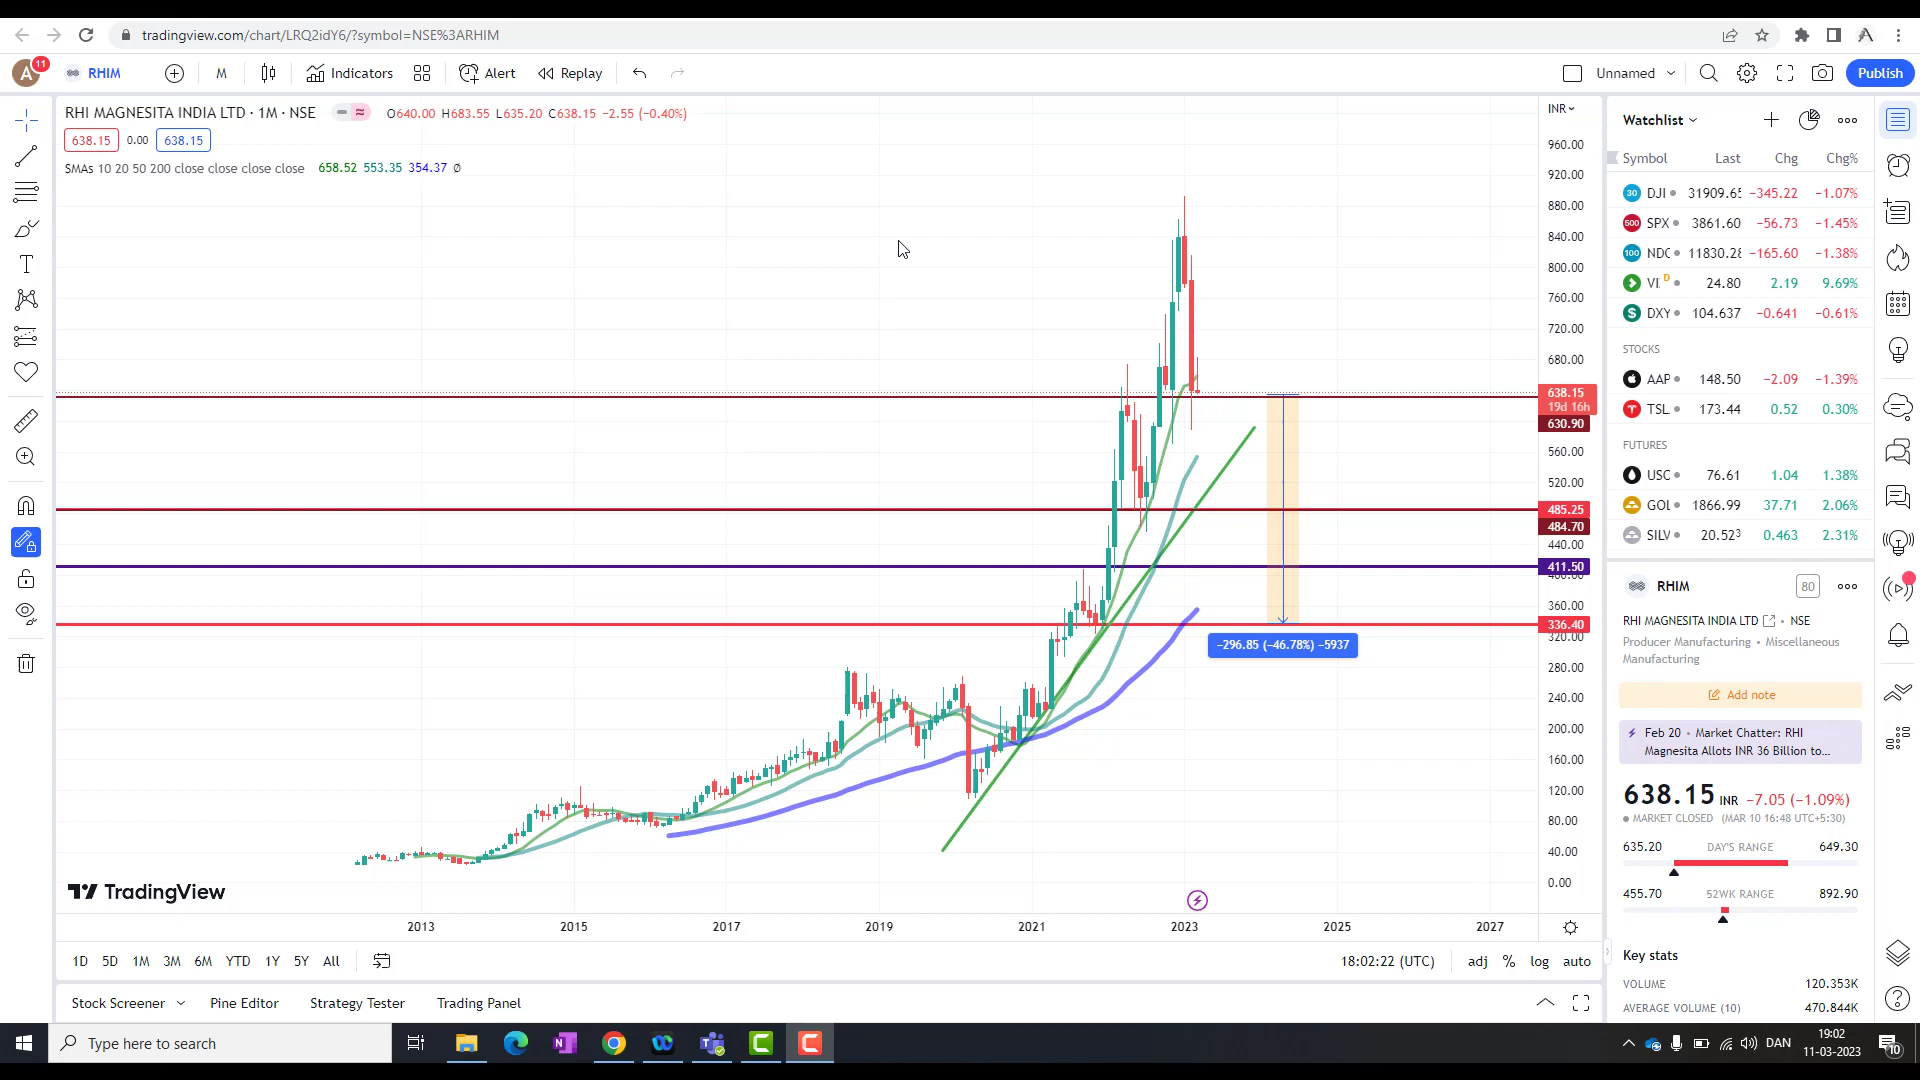 tradingview.com/chart/LRQ2idY6/?symbol=NSE%3ARHIM
A
11
RHIM
M
Indicators
Alert
Replay
Unnamed
Publish
RHI MAGNESITA INDIA LTD · 1M · NSE
O640.00 H683.55 L635.20 C638.15 −2.55 (−0.40%)
638.15
0.00
638.15
SMAs 10 20 50 200 close close close close
658.52 553.35 354.37 Ø
INR
960.00
920.00
880.00
840.00
800.00
760.00
720.00
680.00
638.15
19d 16h
630.90
560.00
520.00
485.25
484.70
440.00
411.50
400.00
360.00
336.40
320.00
280.00
240.00
200.00
160.00
120.00
80.00
40.00
0.00
−296.85 (−46.78%) −5937
TradingView
2013
2015
2017
2019
2021
2023
2025
2027
1D 5D 1M 3M 6M YTD 1Y 5Y All
18:02:22 (UTC)
adj % log auto
Stock Screener
Pine Editor
Strategy Tester
Trading Panel
Watchlist
Symbol Last Chg Chg%
30 DJI 31909.65 −345.22 −1.07%
500 SPX 3861.60 −56.73 −1.45%
100 NDC 11830.28 −165.60 −1.38%
VI D 24.80 2.19 9.69%
$ DXY 104.637 −0.641 −0.61%
STOCKS
AAP 148.50 −2.09 −1.39%
TSL 173.44 0.52 0.30%
FUTURES
USC 76.61 1.04 1.38%
GOL 1866.99 37.71 2.06%
SILV 20.523 0.463 2.31%
RHIM
80
RHI MAGNESITA INDIA LTD • NSE
Producer Manufacturing • Miscellaneous
Manufacturing
Add note
Feb 20 • Market Chatter: RHI
Magnesita Allots INR 36 Billion to...
638.15 INR −7.05 (−1.09%)
MARKET CLOSED (MAR 10 16:48 UTC+5:30)
635.20 DAY'S RANGE 649.30
455.70 52WK RANGE 892.90
Key stats
VOLUME 120.353K
AVERAGE VOLUME (10) 470.844K
Type here to search
DAN
19:02
11-03-2023
10